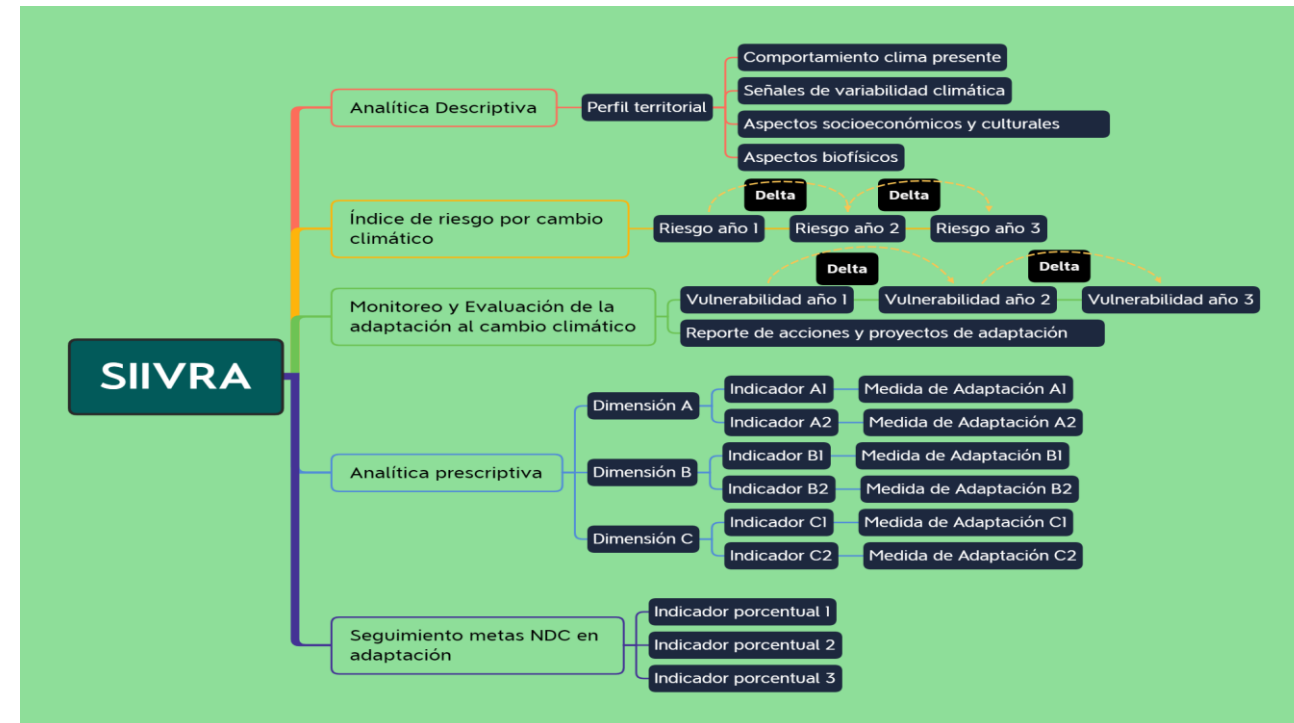 Comportamiento clima presente
Señales de variabilidad climática
Analítica Descriptiva
Perfil territorial
Aspectos socioeconómicos y culturales
Aspectos biofísicos
Delta
Delta
Índice de riesgo por cambio
climático
Riesgo año 1
Riesgo año 2
Riesgo año 3
Delta
Delta
Monitoreo y Evaluación de la
adaptación al cambio climático
Vulnerabilidad año 1
Vulnerabilidad año 2
Vulnerabilidad año 3
Reporte de acciones y proyectos de adaptación
SIIVRA
Analítica prescriptiva
Dimensión A
Indicador A1
Medida de Adaptación A1
Indicador A2
Medida de Adaptación A2
Dimensión B
Indicador B1
Medida de Adaptación B1
Indicador B2
Medida de Adaptación B2
Dimensión C
Indicador C1
Medida de Adaptación C1
Indicador C2
Medida de Adaptación C2
Seguimiento metas NDC en
adaptación
Indicador porcentual 1
Indicador porcentual 2
Indicador porcentual 3